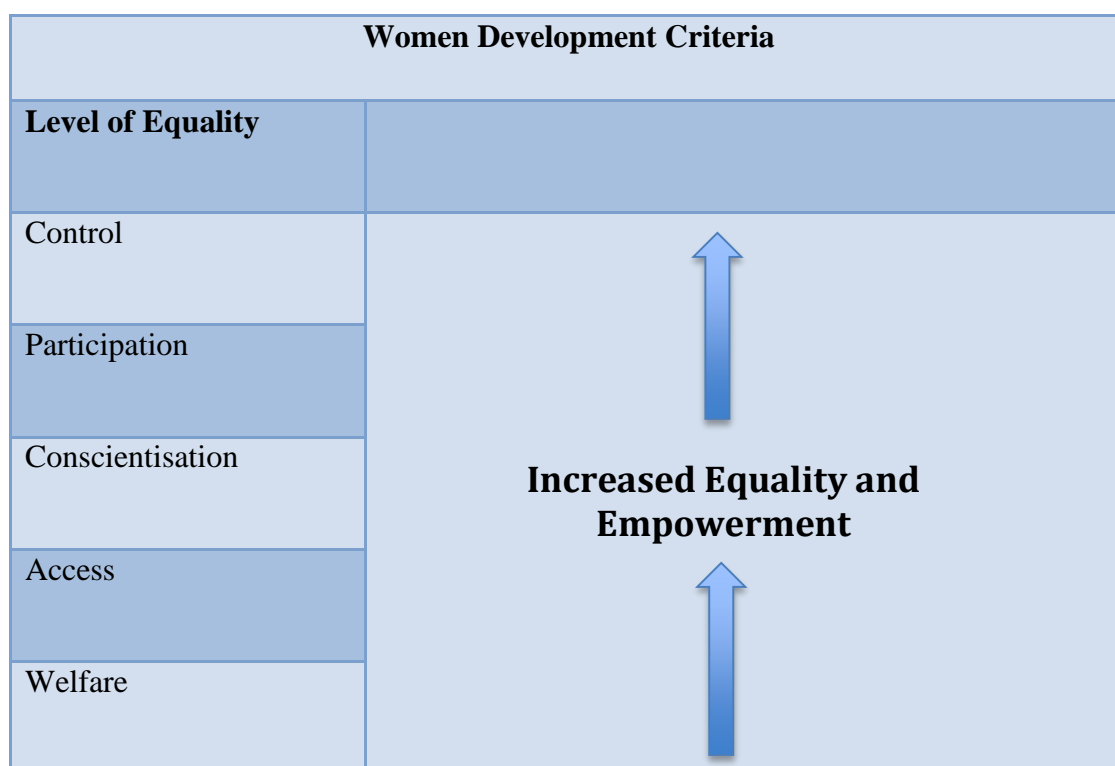 Women Development Criteria
Level of Equality
Control
Participation
Conscientisation
Increased Equality and
Empowerment
Access
Welfare